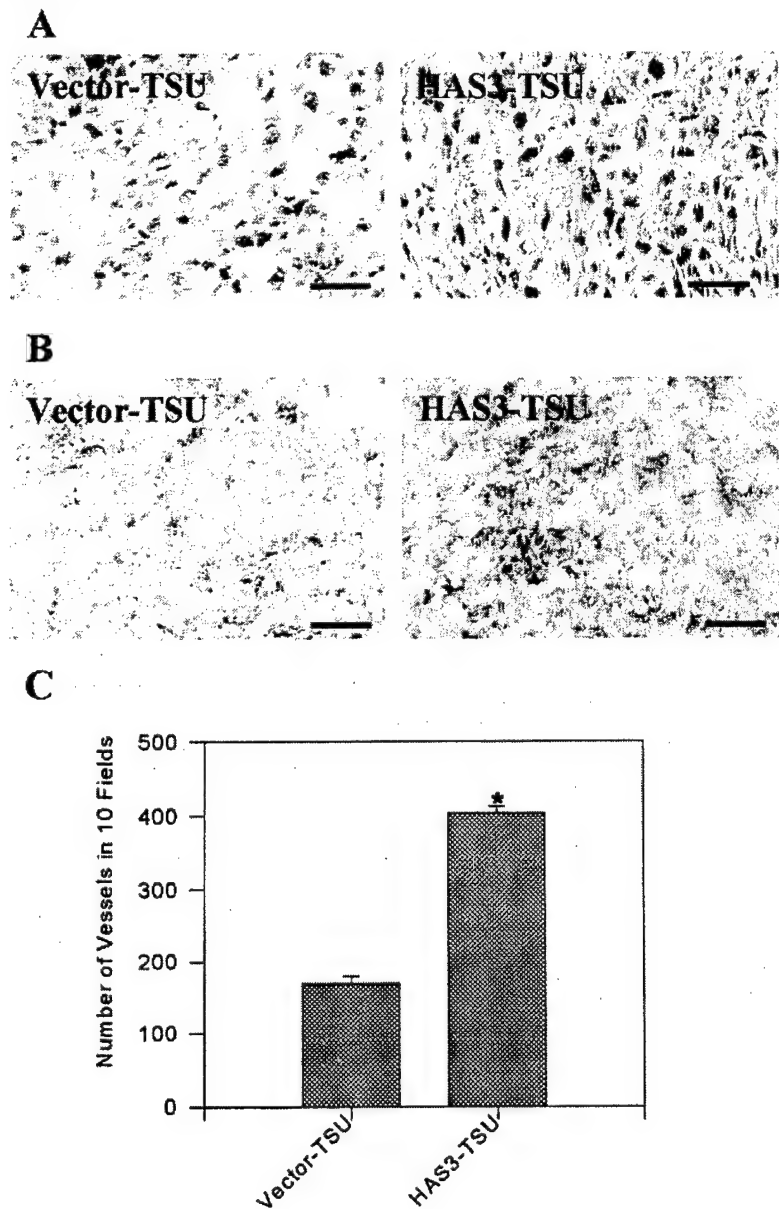 A
Vector-TSU HAS3-TSU
B
Vector-TSU HAS3-TSU
C
Number of Vessels in 10 Fields
500
400
300
200
100
0
*
Vector-TSU
HAS3-TSU